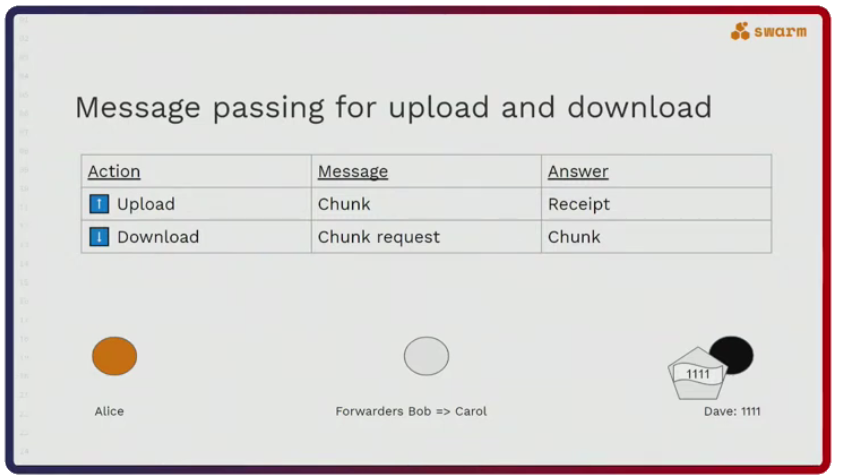 swarm
Message passing for upload and download
Action Message Answer
Upload Chunk Receipt
Download Chunk request Chunk
1111
Alice Forwarders Bob => Carol Dave: 1111